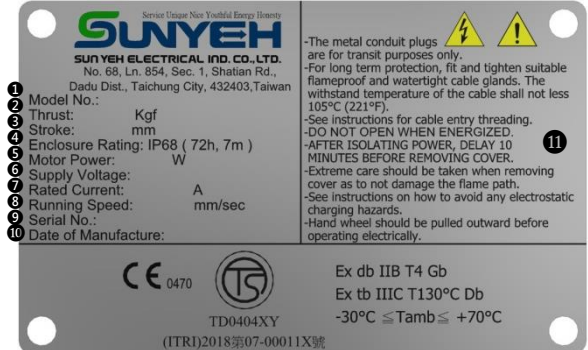 Service Unique Nice Youthful Energy Honesty
SUNYEH
SUN YEH ELECTRICAL IND. CO., LTD.
No. 68, Ln. 854, Sec. 1, Shatian Rd.,
Dadu Dist., Taichung City, 432403,Taiwan
1 Model No.:
2 Thrust: Kgf
3 Stroke: mm
4 Enclosure Rating: IP68 ( 72h, 7m )
5 Motor Power: W
6 Supply Voltage:
7 Rated Current: A
8 Running Speed: mm/sec
9 Serial No.:
10 Date of Manufacture:
-The metal conduit plugs
are for transit purposes only.
-For long term protection, fit and tighten suitable
flameproof and watertight cable glands. The
withstand temperature of the cable shall not less
105°C (221°F).
-See instructions for cable entry threading.
-DO NOT OPEN WHEN ENERGIZED.
-AFTER ISOLATING POWER, DELAY 10
MINUTES BEFORE REMOVING COVER.
-Extreme care should be taken when removing
cover as to not damage the flame path.
-See instructions on how to avoid any electrostatic
charging hazards.
-Hand wheel should be pulled outward before
operating electrically.
11
CE 0470
TS
TD0404XY
(ITRI)2018第07-00011X號
Ex db IIB T4 Gb
Ex tb IIIC T130°C Db
-30°C ≦Tamb≦ +70°C